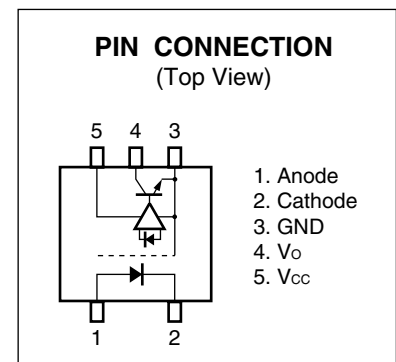 PIN CONNECTION
(Top View)
5 4 3
1. Anode
2. Cathode
3. GND
4. Vo
5. Vcc
1 2